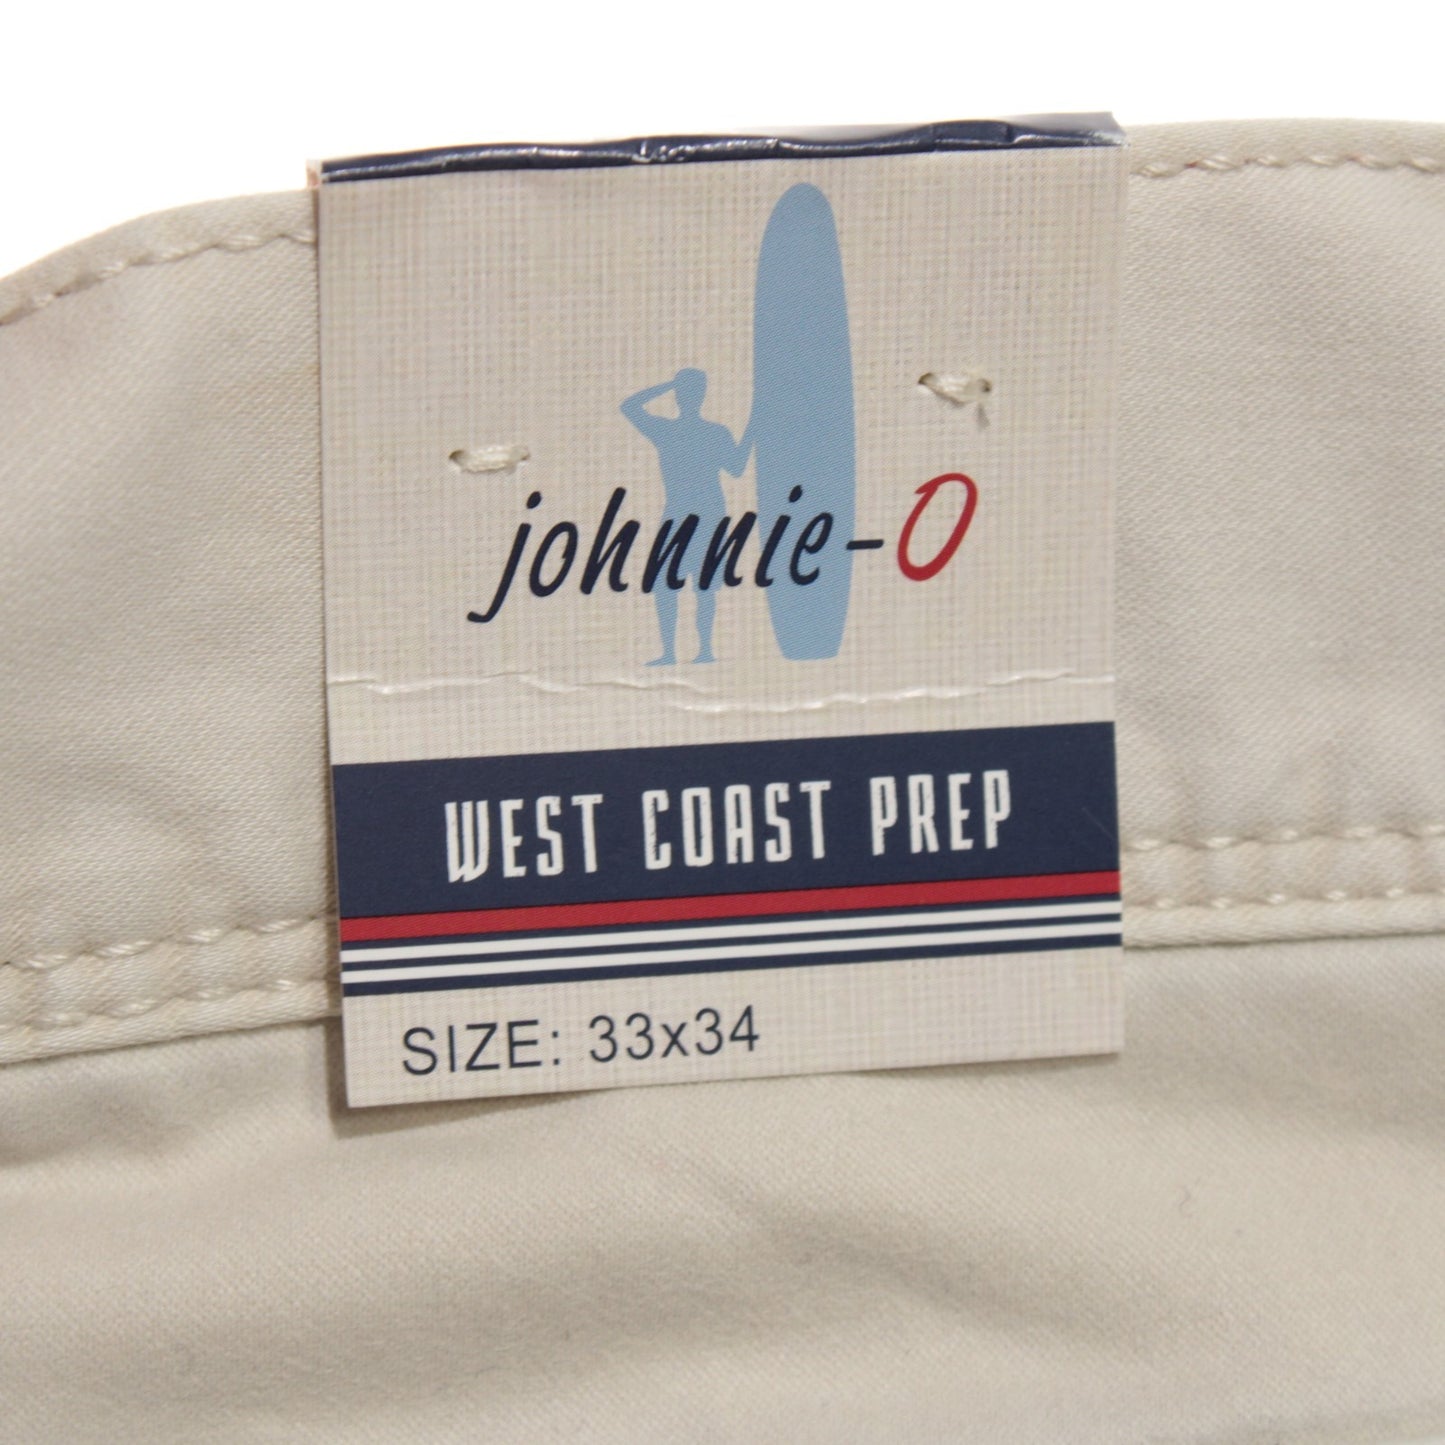 johnnie-O
WEST COAST PREP
SIZE: 33x34